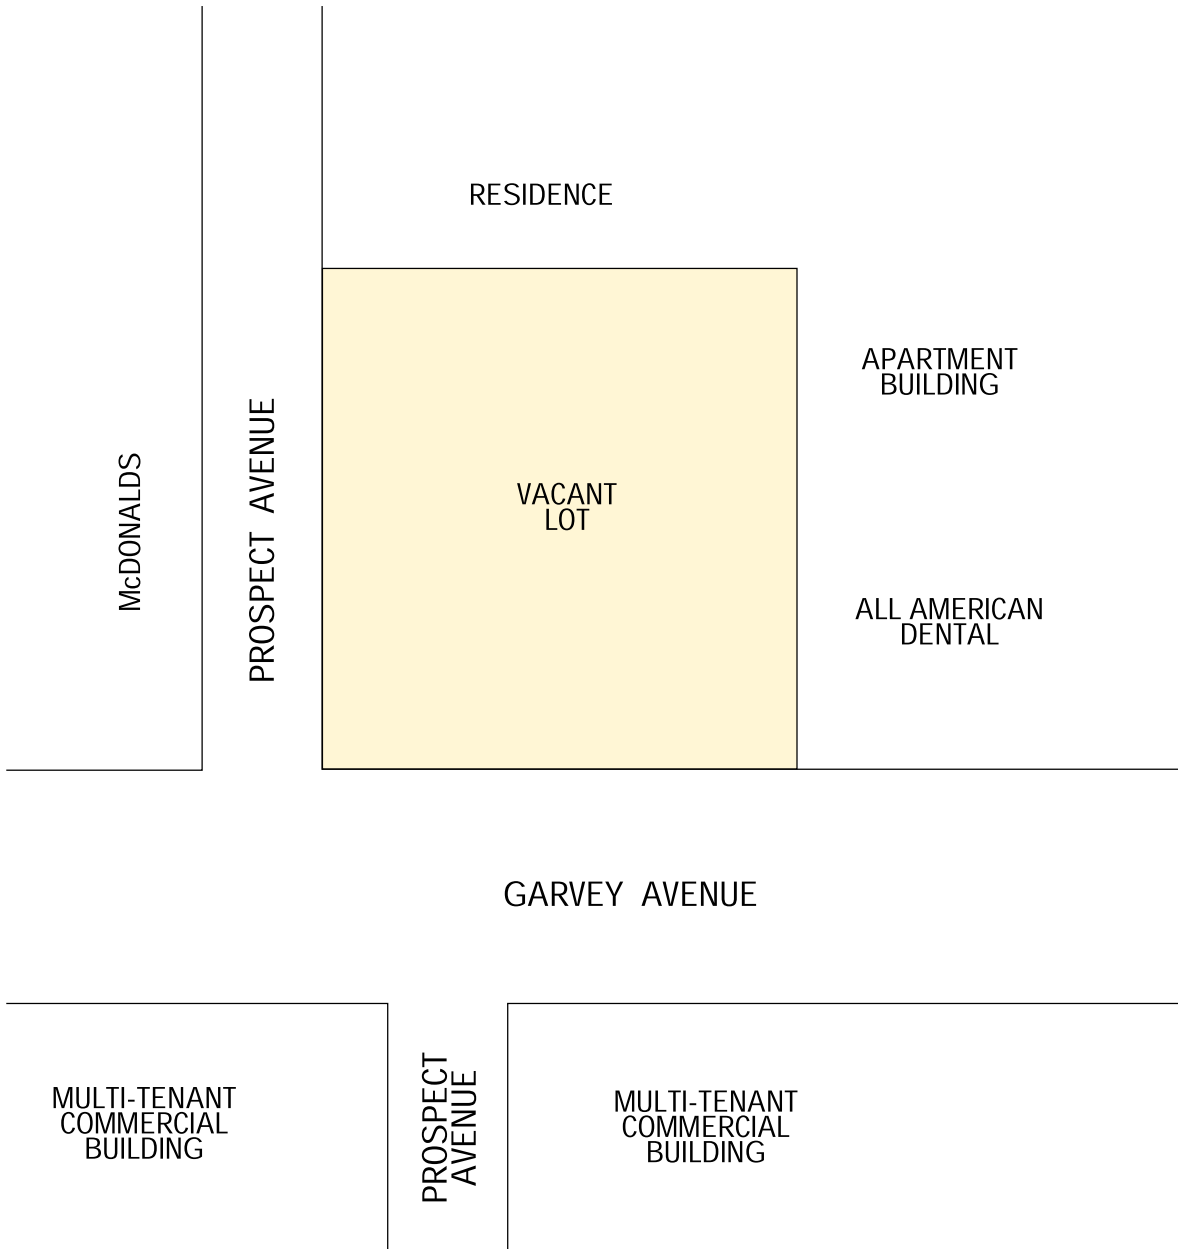 RESIDENCE
APARTMENT
BUILDING
McDONALDS
PROSPECT AVENUE
VACANT
LOT
ALL AMERICAN
DENTAL
GARVEY AVENUE
MULTI-TENANT
COMMERCIAL
BUILDING
PROSPECT
AVENUE
MULTI-TENANT
COMMERCIAL
BUILDING